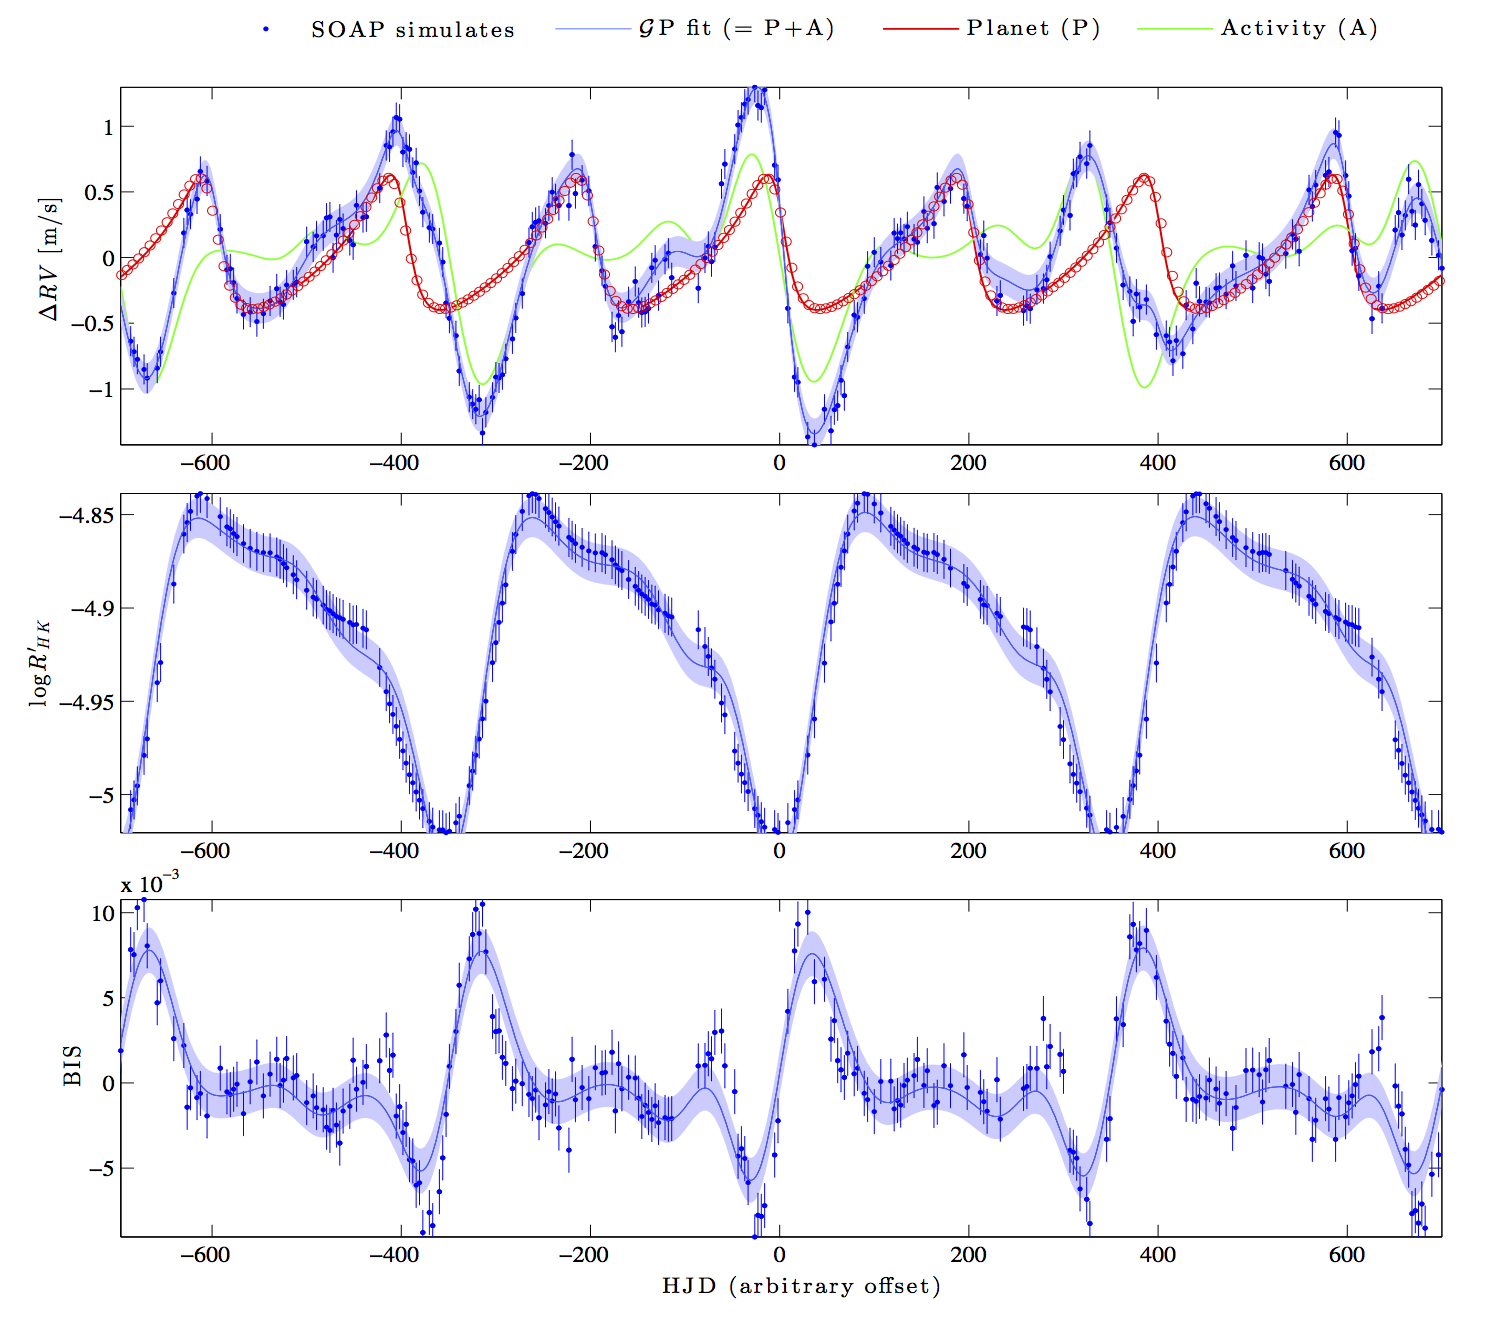 SOAP simulates GP fit (= P+A) Planet (P) Activity (A)
1
0.5
0
−0.5
−1
ΔRV [m/s]
−600 −400 −200 0 200 400 600
−4.85
−4.9
−4.95
−5
logR′HK
−600 −400 −200 0 200 400 600
x 10−3
10
5
0
−5
BIS
−600 −400 −200 0 200 400 600
HJD (arbitrary offset)